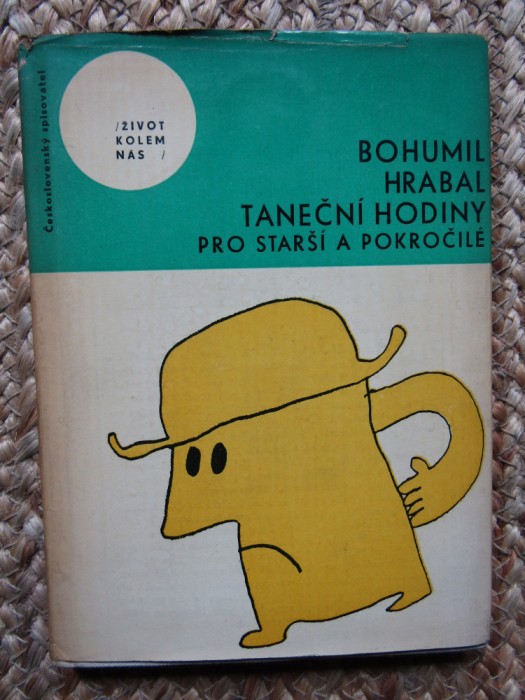 Československý spisovatel
/ŽIVOT
KOLEM
NÁS /
BOHUMIL
HRABAL
TANEČNÍ HODINY
PRO STARŠÍ A POKROČILÉ